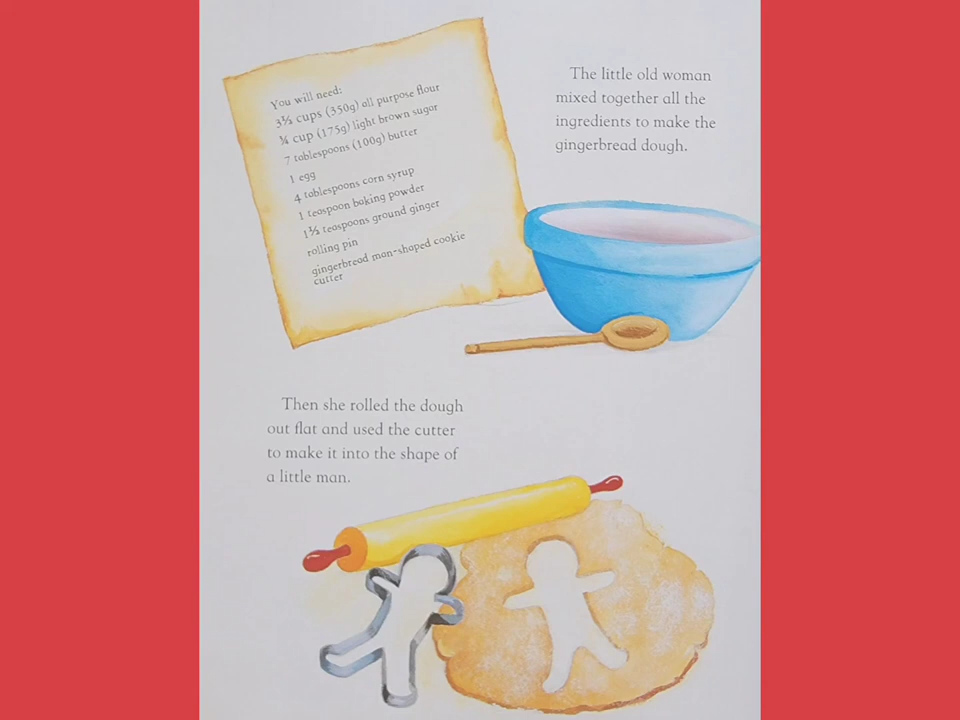 You will need:
3⅓ cups (350g) all purpose flour
¾ cup (175g) light brown sugar
7 tablespoons (100g) butter
1 egg
4 tablespoons corn syrup
1 teaspoon baking powder
1½ teaspoons ground ginger
rolling pin
gingerbread man-shaped cookie
cutter
The little old woman
mixed together all the
ingredients to make the
gingerbread dough.
Then she rolled the dough
out flat and used the cutter
to make it into the shape of
a little man.